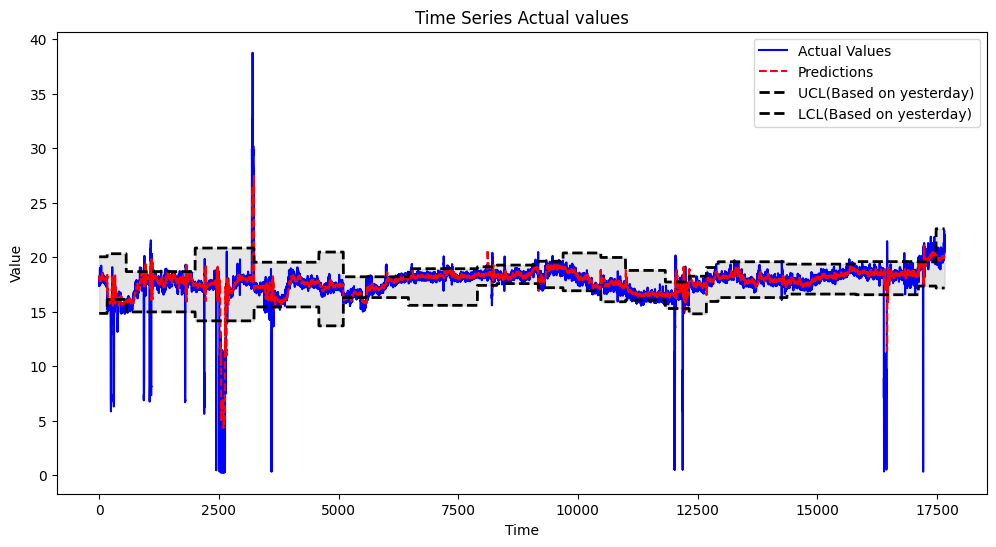 Time Series Actual values
Actual Values
Predictions
UCL(Based on yesterday)
LCL(Based on yesterday)
Value
40
35
30
25
20
15
10
5
0
0 2500 5000 7500 10000 12500 15000 17500
Time